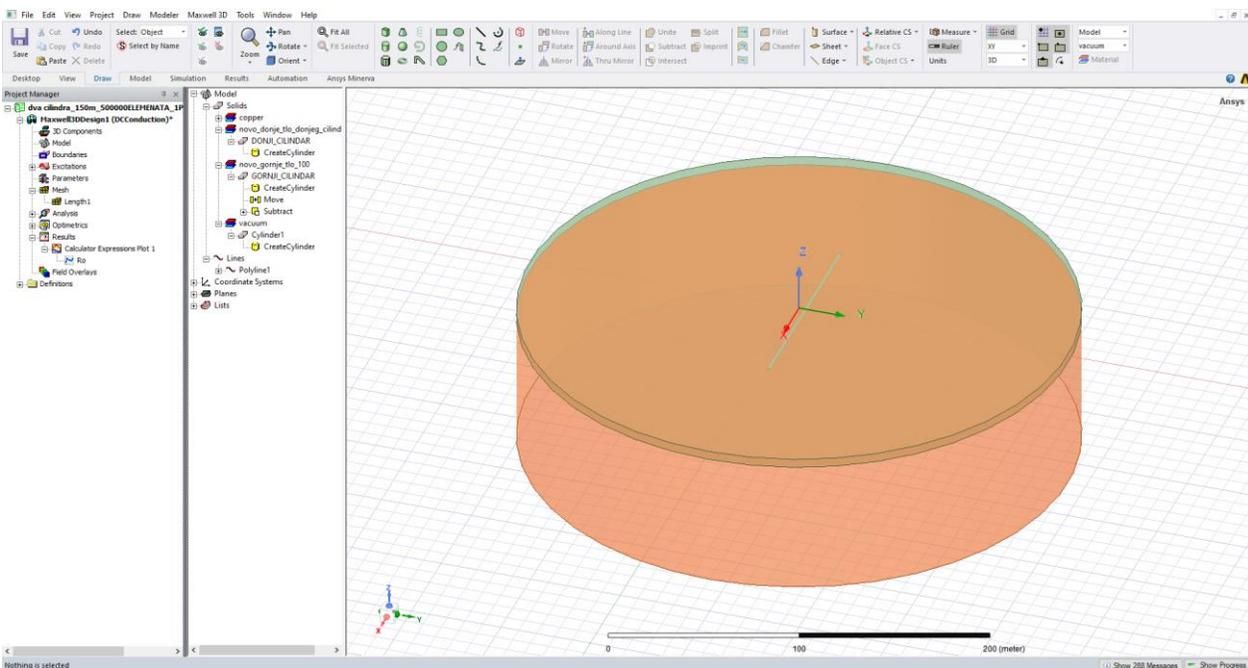 File Edit View Project Draw Modeler Maxwell 3D Tools Window Help
Save
Cut Undo
Copy Redo
Paste Delete
Select: Object
Select by Name
Zoom
Pan
Rotate
Orient
Fit All
Fit Selected
Move Along Line Unite Split
Rotate Around Axis Subtract Imprint
Mirror Thru Mirror Intersect
Fillet
Chamfer
Surface
Sheet
Edge
Relative CS
Face CS
Object CS
Measure
Ruler
Units
Grid
XY
3D
Model
vacuum
Material
Desktop View Draw Model Simulation Results Automation Ansys Minerva
Project Manager
dva cilindra_150m_500000ELEMENATA_1P
Maxwell3DDesign1 (DCConduction)*
3D Components
Model
Boundaries
Excitations
Parameters
Mesh
Length1
Analysis
Optimetrics
Results
Calculator Expressions Plot 1
Ro
Field Overlays
Definitions
Model
Solids
copper
novo_donje_tlo_donjeg_cilind
DONJI_CILINDAR
CreateCylinder
novo_gornje_tlo_100
GORNJI_CILINDAR
CreateCylinder
Move
Subtract
vacuum
Cylinder1
CreateCylinder
Lines
Polyline1
Coordinate Systems
Planes
Lists
Ansys
Z
Y
X
Z
Y
X
0 100 200 (meter)
Nothing is selected
Show 288 Messages Show Progress